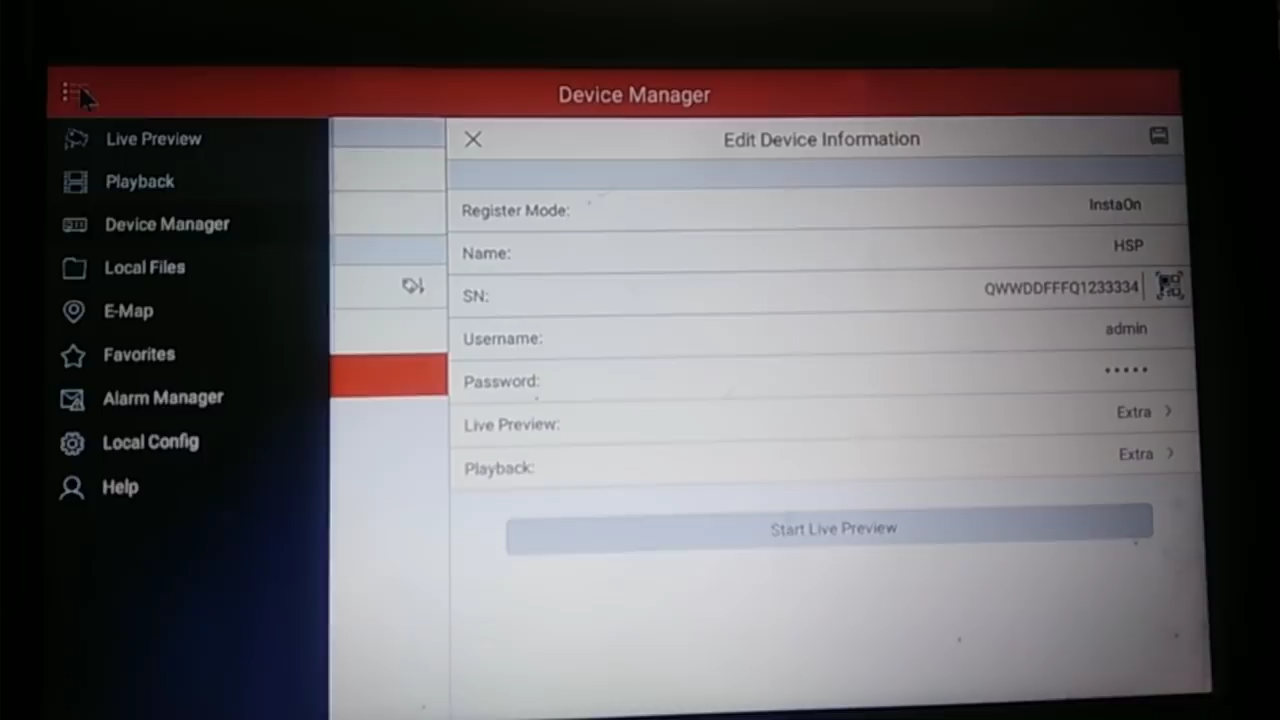 Device Manager
Live Preview
Playback
Device Manager
Local Files
E-Map
Favorites
Alarm Manager
Local Config
Help
Edit Device Information
Register Mode: InstaOn
Name: HSP
SN: QWWDDFFFQ1233334
Username: admin
Password: •••••
Live Preview: Extra
Playback: Extra
Start Live Preview